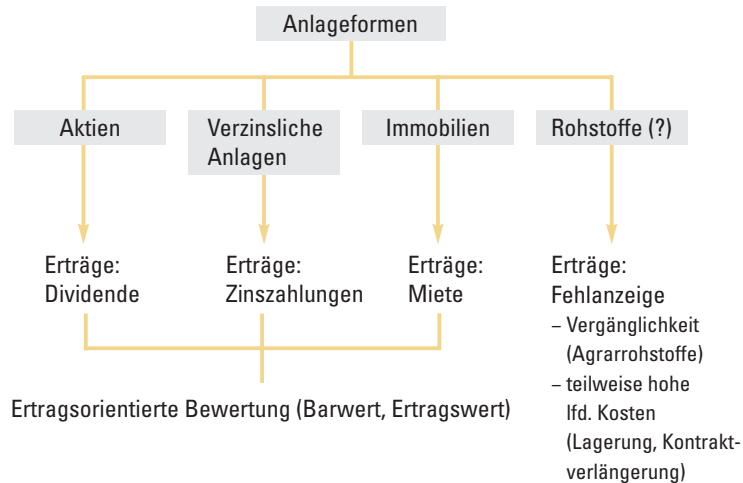 Anlageformen
Aktien
Verzinsliche
Anlagen
Immobilien
Rohstoffe (?)
Erträge:
Dividende
Erträge:
Zinszahlungen
Erträge:
Miete
Erträge:
Fehlanzeige
– Vergänglichkeit
(Agrarrohstoffe)
– teilweise hohe
lfd. Kosten
(Lagerung, Kontrakt-
verlängerung)
Ertragsorientierte Bewertung (Barwert, Ertragswert)